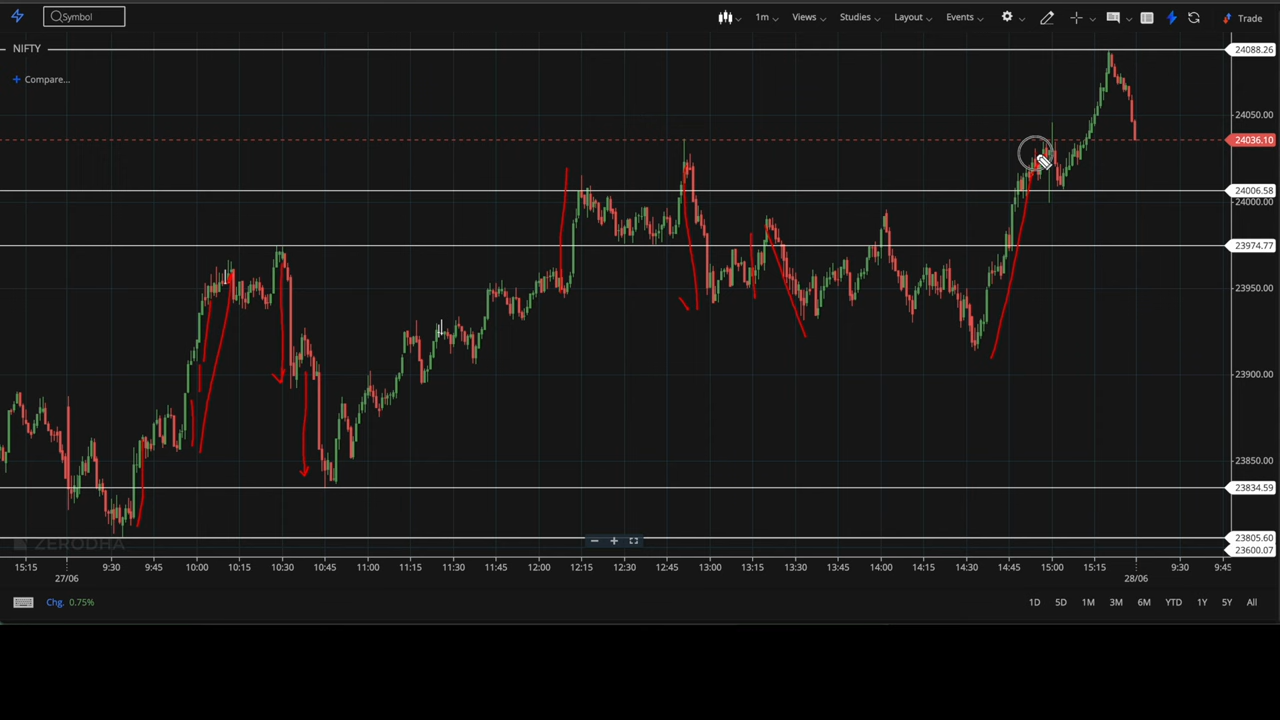 Symbol 1m Views Studies Layout Events Trade
NIFTY
24088.26
+ Compare...
24050.00
24036.10
24006.58
24000.00
23974.77
23950.00
23900.00
23850.00
23834.59
23805.60
23600.07
ZERODHA
15:15 9:30 9:45 10:00 10:15 10:30 10:45 11:00 11:15 11:30 11:45 12:00 12:15 12:30 12:45 13:00 13:15 13:30 13:45 14:00 14:15 14:30 14:45 15:00 15:15 9:30 9:45
27/06 28/06
Chg. 0.75% 1D 5D 1M 3M 6M YTD 1Y 5Y All